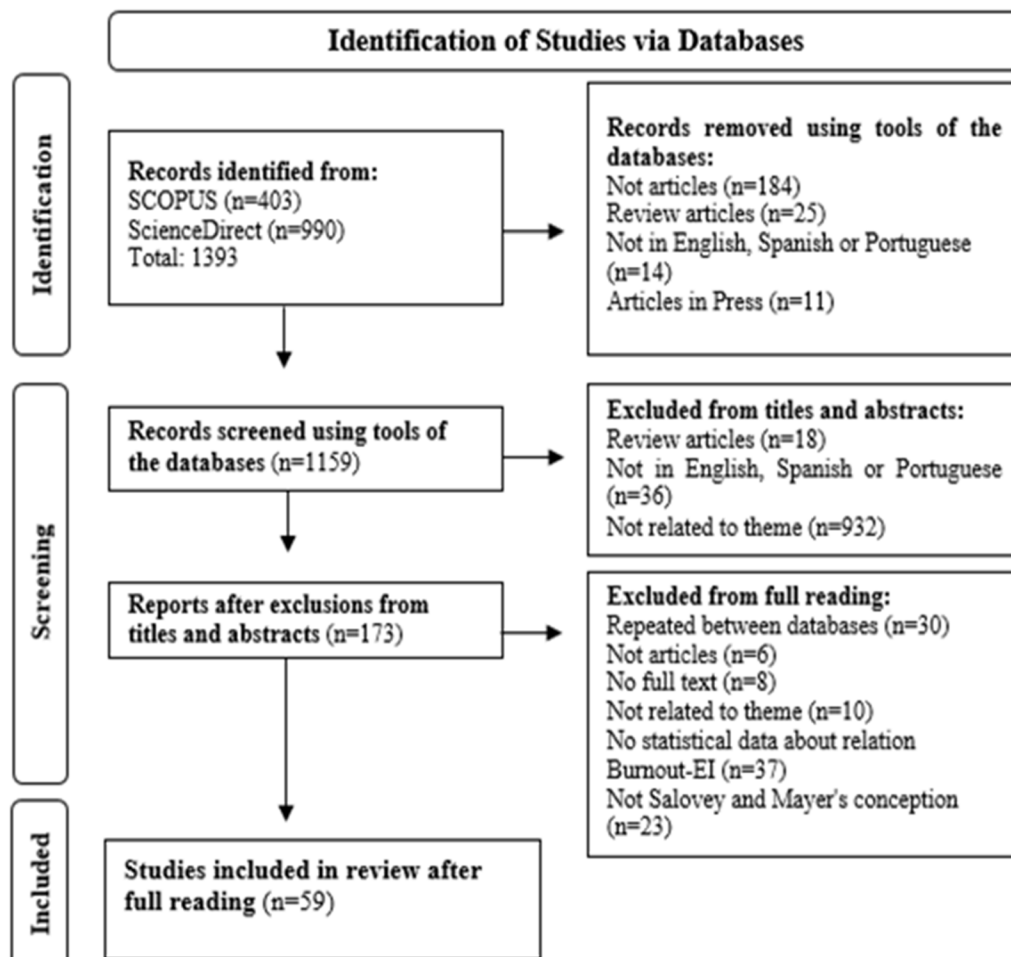 Identification of Studies via Databases
Identification
Records identified from:
SCOPUS (n=403)
ScienceDirect (n=990)
Total: 1393
Records removed using tools of the
databases:
Not articles (n=184)
Review articles (n=25)
Not in English, Spanish or Portuguese
(n=14)
Articles in Press (n=11)
Screening
Records screened using tools of
the databases (n=1159)
Excluded from titles and abstracts:
Review articles (n=18)
Not in English, Spanish or Portuguese
(n=36)
Not related to theme (n=932)
Reports after exclusions from
titles and abstracts (n=173)
Excluded from full reading:
Repeated between databases (n=30)
Not articles (n=6)
No full text (n=8)
Not related to theme (n=10)
No statistical data about relation
Burnout-EI (n=37)
Not Salovey and Mayer's conception
(n=23)
Included
Studies included in review after
full reading (n=59)